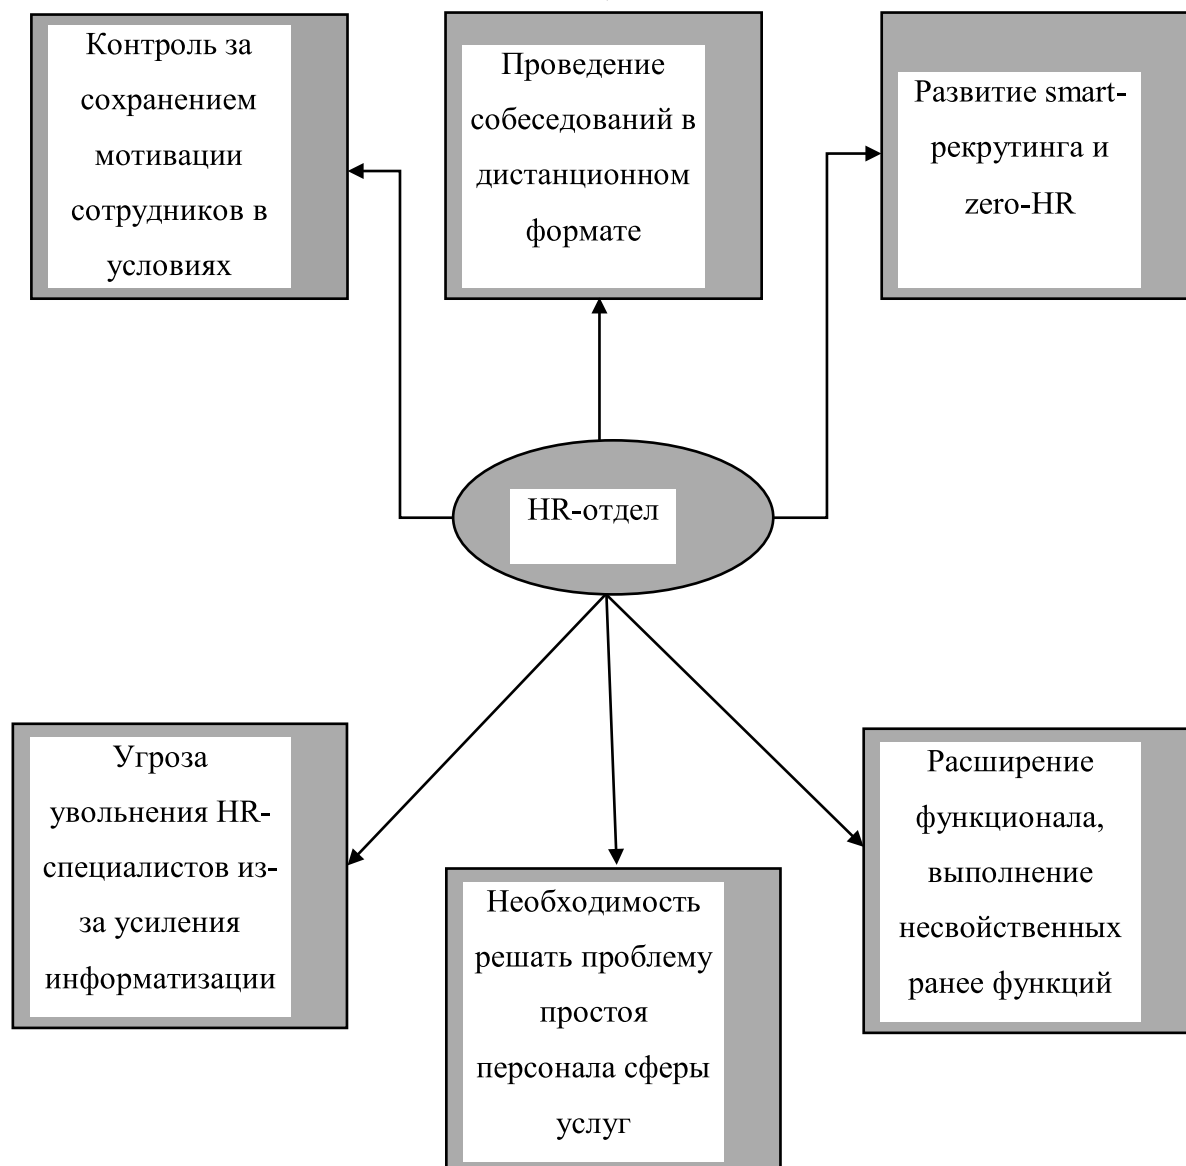 Контроль за
сохранением
мотивации
сотрудников в
условиях
Проведение
собеседований в
дистанционном
формате
Развитие smart-
рекрутинга и
zero-HR
HR-отдел
Угроза
увольнения HR-
специалистов из-
за усиления
информатизации
Необходимость
решать проблему
простоя
персонала сферы
услуг
Расширение
функционала,
выполнение
несвойственных
ранее функций